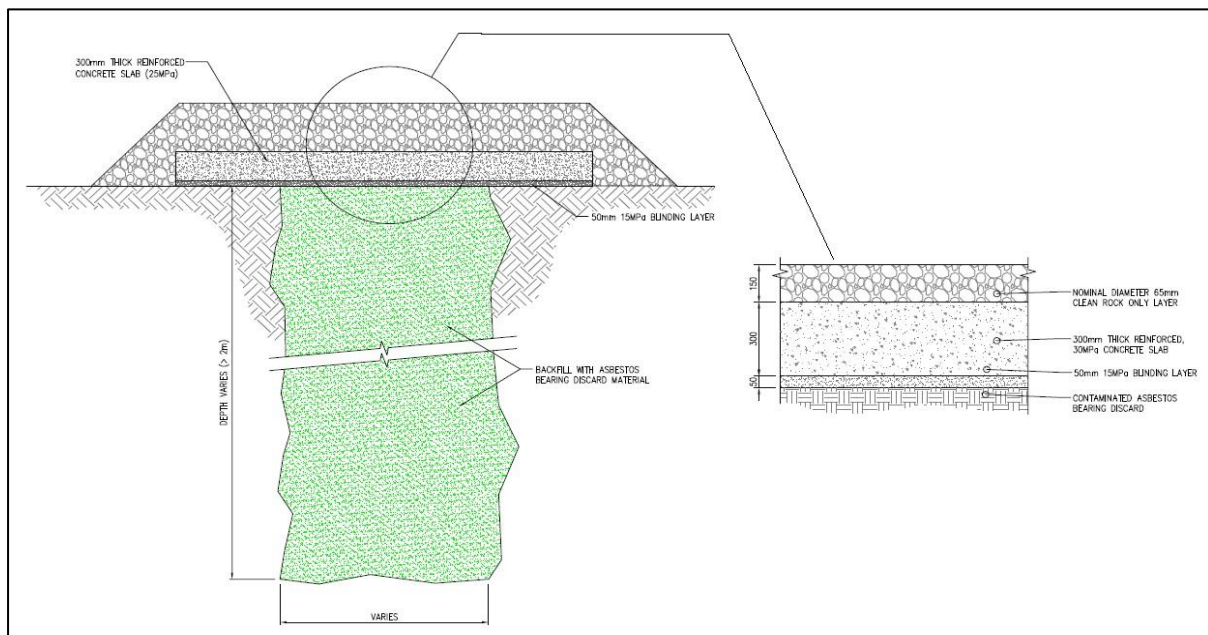 300mm THICK REINFORCED
CONCRETE SLAB (25MPa)
50mm 15MPa BLINDING LAYER
DEPTH VARIES (> 2m)
BACKFILL WITH ASBESTOS
BEARING DISCARD MATERIAL
VARIES
150
300
50
NOMINAL DIAMETER 65mm
CLEAN ROCK ONLY LAYER
300mm THICK REINFORCED,
30MPa CONCRETE SLAB
50mm 15MPa BLINDING LAYER
CONTAMINATED ASBESTOS
BEARING DISCARD